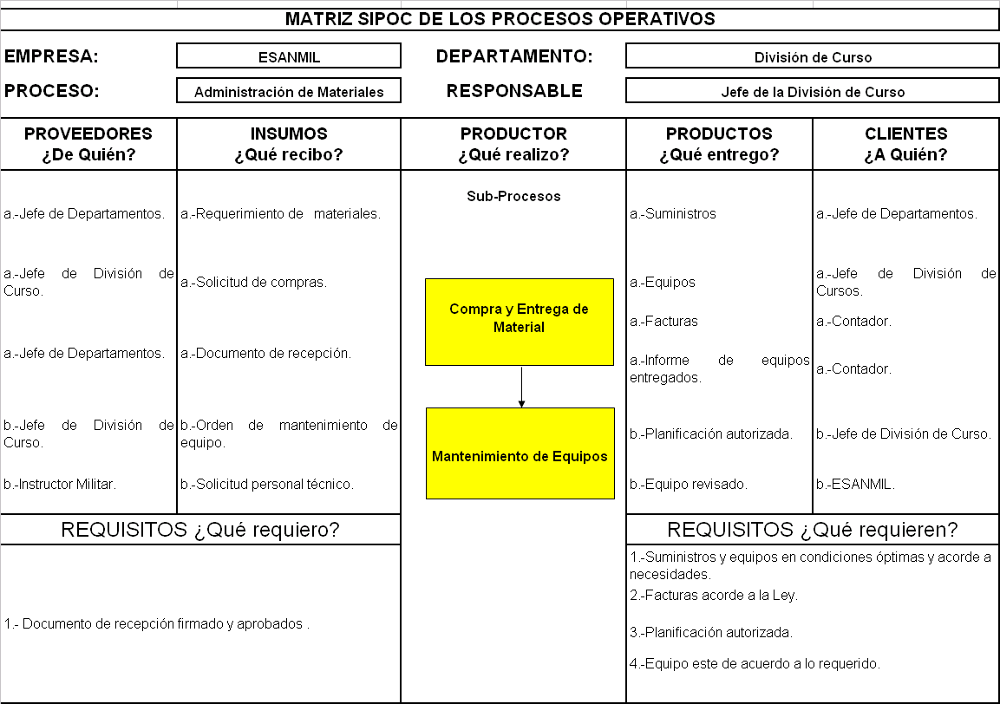 MATRIZ SIPOC DE LOS PROCESOS OPERATIVOS
EMPRESA:
ESANMIL
DEPARTAMENTO:
División de Curso
PROCESO:
Administración de Materiales
RESPONSABLE
Jefe de la División de Curso
PROVEEDORES
¿De Quién?
INSUMOS
¿Qué recibo?
PRODUCTOR
¿Qué realizo?
PRODUCTOS
¿Qué entrego?
CLIENTES
¿A Quién?
a.-Jefe de Departamentos.
a.-Jefe de División de
Curso.
a.-Jefe de Departamentos.
b.-Jefe de División de
Curso.
b.-Instructor Militar.
a.-Requerimiento de materiales.
a.-Solicitud de compras.
a.-Documento de recepción.
b.-Orden de mantenimiento de
equipo.
b.-Solicitud personal técnico.
Sub-Procesos
Compra y Entrega de
Material
Mantenimiento de Equipos
a.-Suministros
a.-Equipos
a.-Facturas
a.-Informe de equipos
entregados.
b.-Planificación autorizada.
b.-Equipo revisado.
a.-Jefe de Departamentos.
a.-Jefe de División de
Cursos.
a.-Contador.
a.-Contador.
b.-Jefe de División de Curso.
b.-ESANMIL.
REQUISITOS ¿Qué requiero?
1.- Documento de recepción firmado y aprobados .
REQUISITOS ¿Qué requieren?
1.-Suministros y equipos en condiciones óptimas y acorde a
necesidades.
2.-Facturas acorde a la Ley.
3.-Planificación autorizada.
4.-Equipo este de acuerdo a lo requerido.